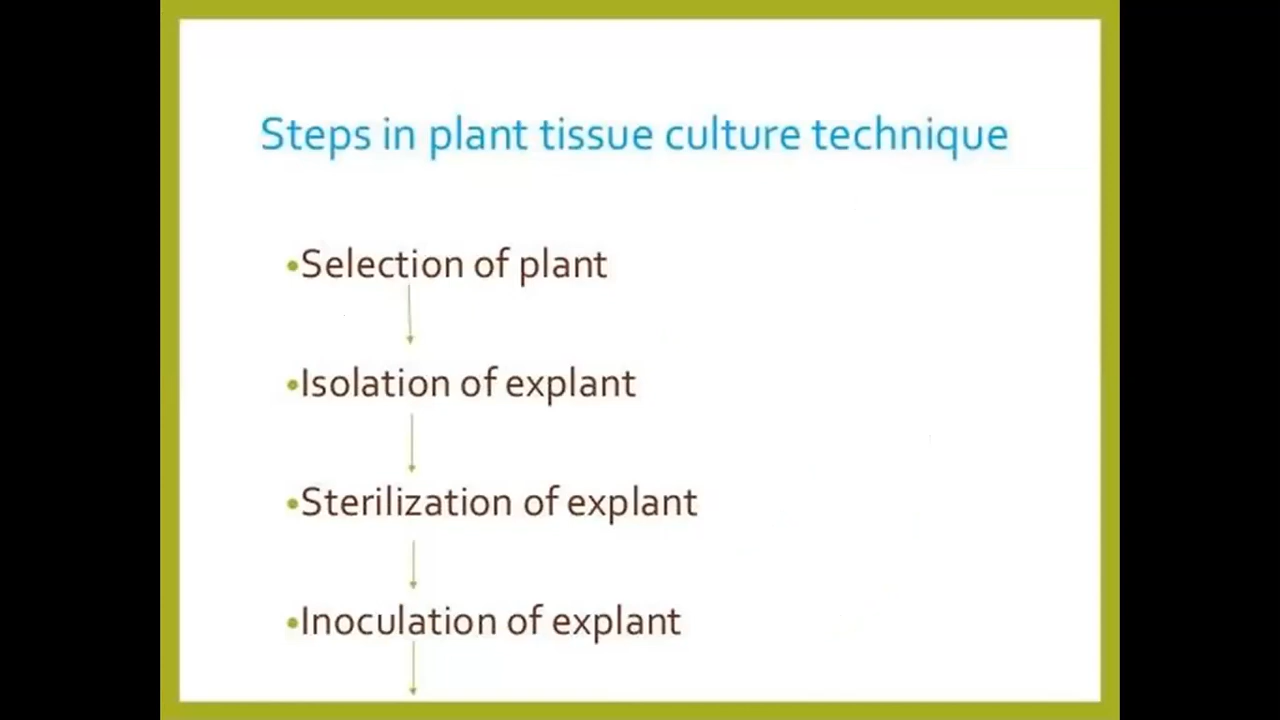 Steps in plant tissue culture technique
•Selection of plant
•Isolation of explant
•Sterilization of explant
•Inoculation of explant